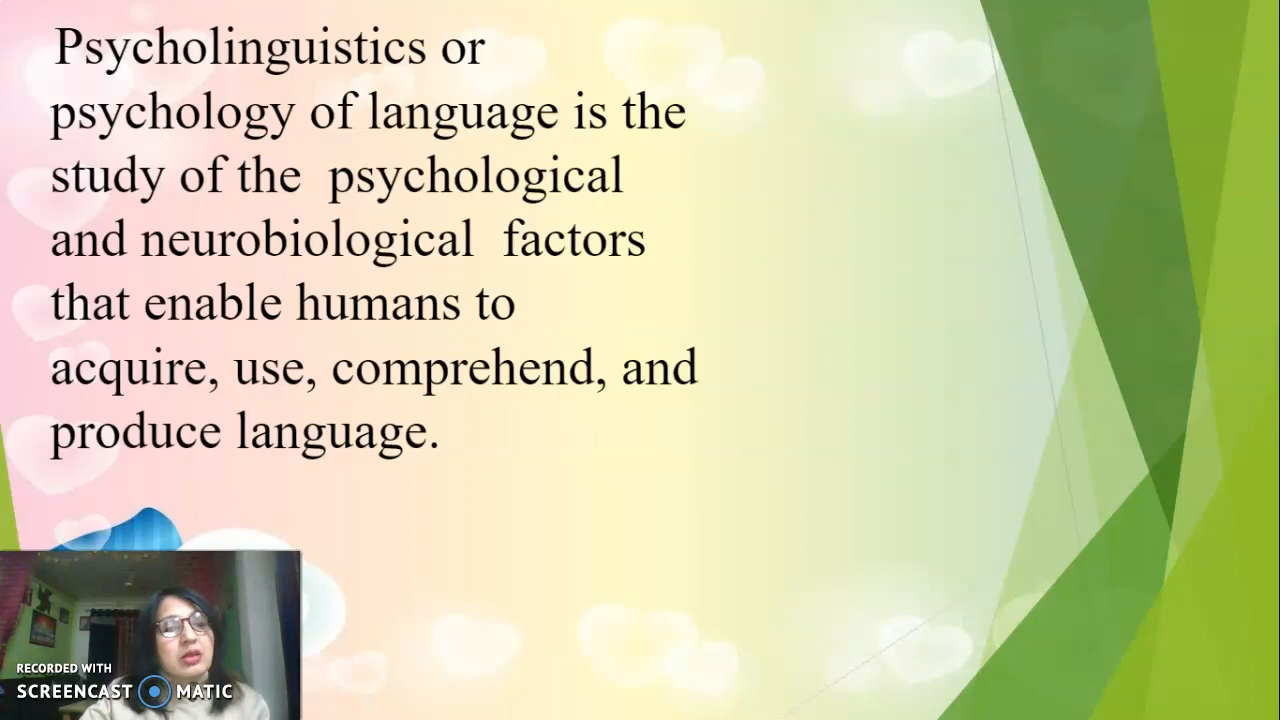 Psycholinguistics or
psychology of language is the
study of the  psychological
and neurobiological  factors
that enable humans to
acquire, use, comprehend, and
produce language.
RECORDED WITH
SCREENCAST MATIC